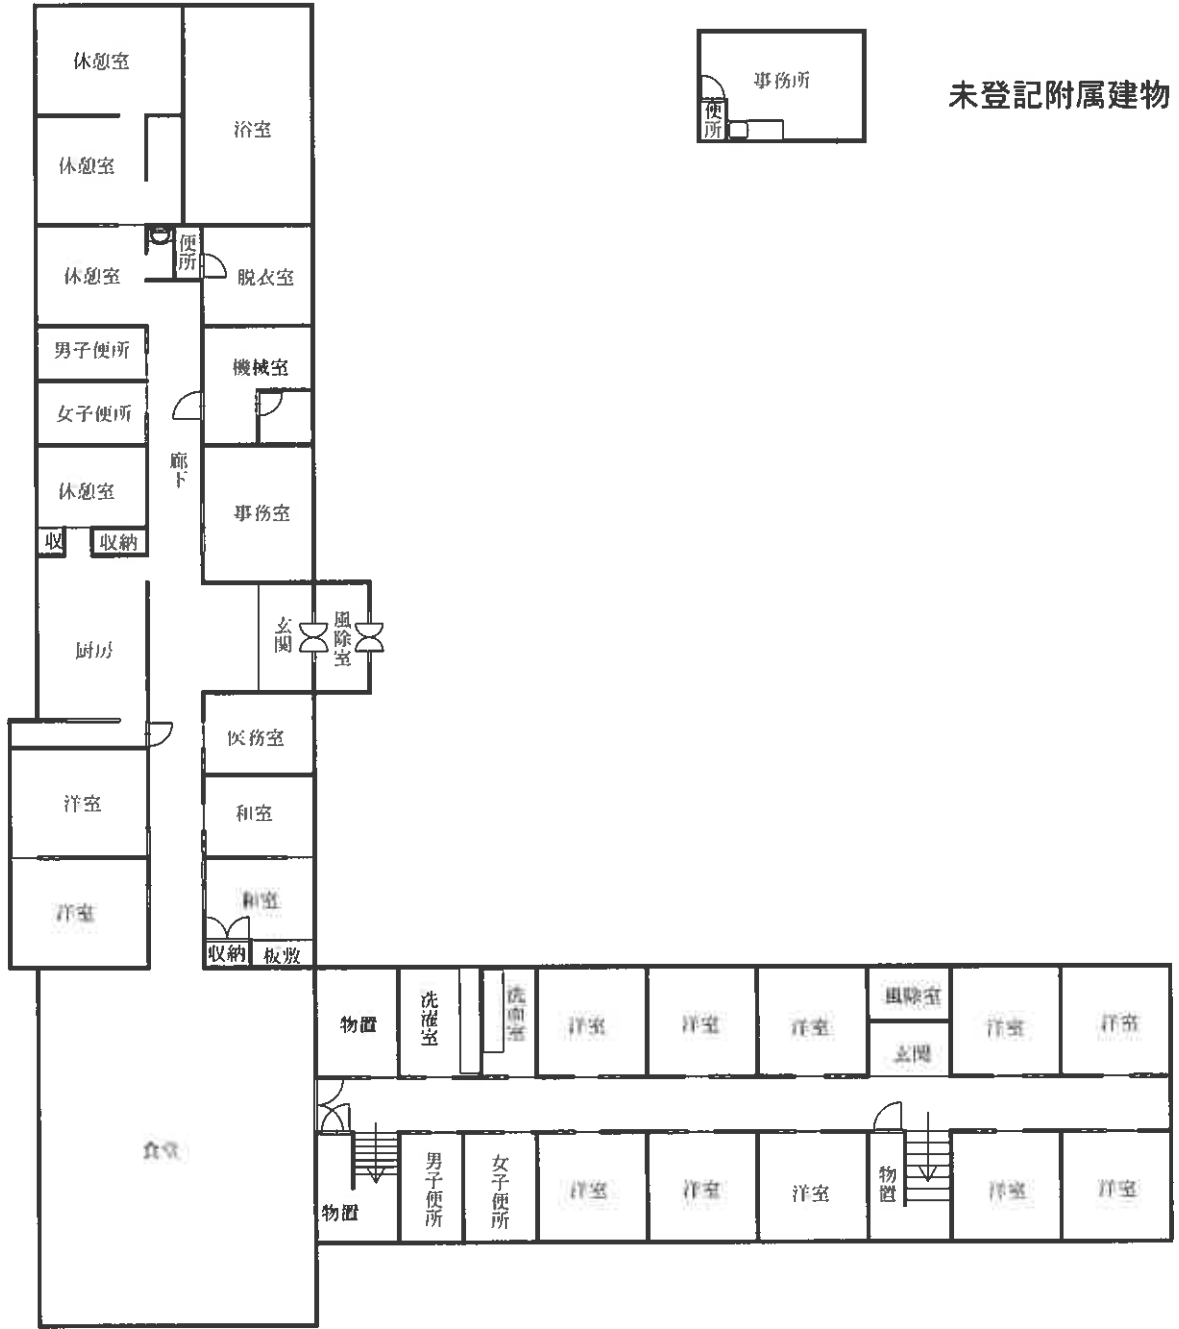 休憩室
浴室
事務所
便所
未登記附属建物
休憩室
休憩室
便所
脱衣室
男子便所
機械室
女子便所
廊下
休憩室
事務室
収
収納
厨房
玄関
風除室
医務室
洋室
和室
洋室
和室
収納
板敷
物置
洗濯室
洗面室
洋室
洋室
洋室
風除室
玄関
洋室
洋室
食堂
物置
男子便所
女子便所
洋室
洋室
洋室
物置
洋室
洋室